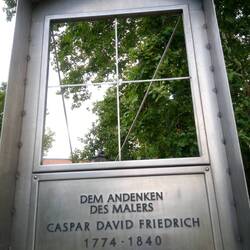 DEM ANDENKEN
DES MALERS
CASPAR DAVID FRIEDRICH
1774 · 1840